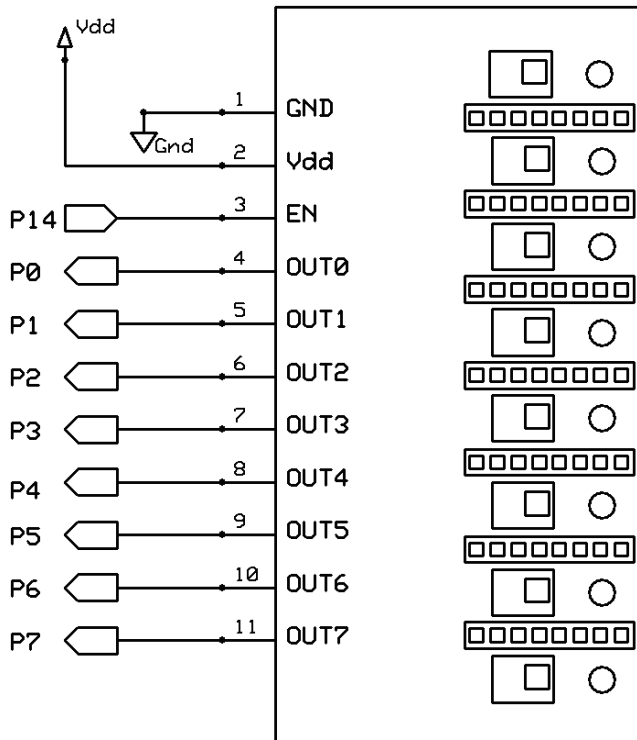 Vdd
1 GND
Gnd
2 Vdd
P14 3 EN
P0 4 OUT0
P1 5 OUT1
P2 6 OUT2
P3 7 OUT3
P4 8 OUT4
P5 9 OUT5
P6 10 OUT6
P7 11 OUT7